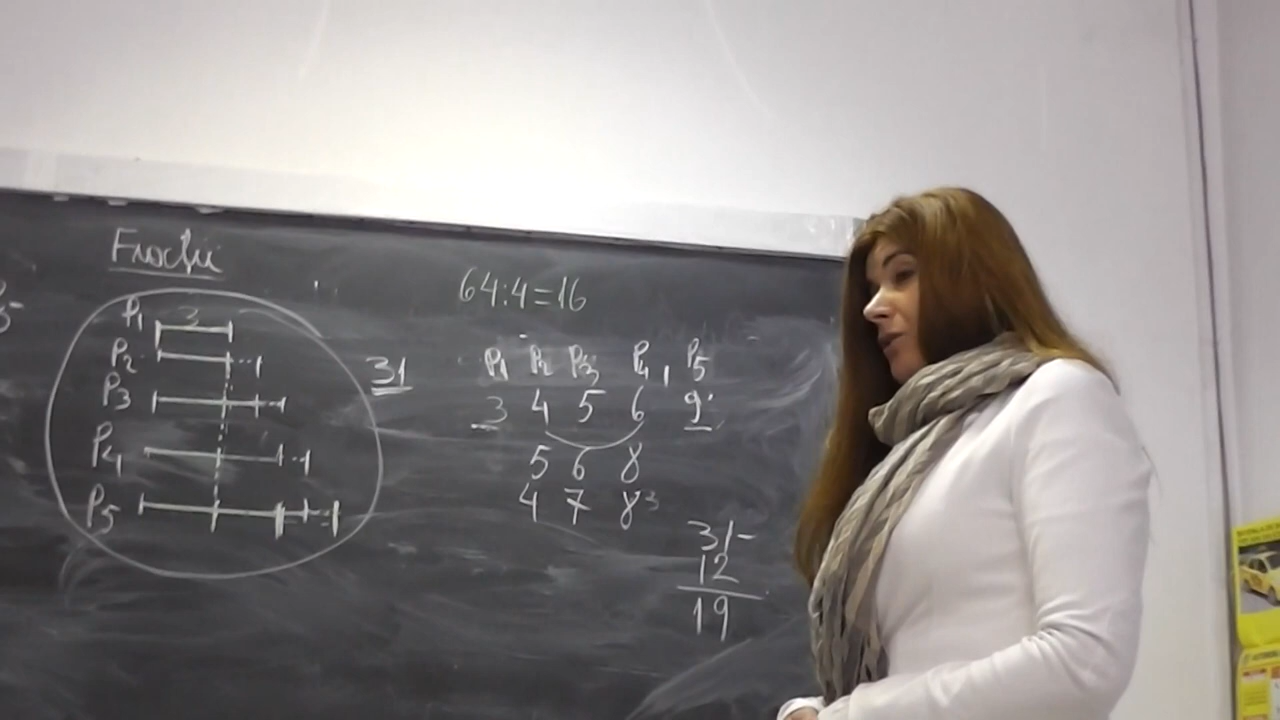 64:4=16
P1 3
P2
P3
P4
P5
31
P1 P2 P3 P4, P5
3 4 5 6 9
5 6 8
4 7 8
31-
12
19